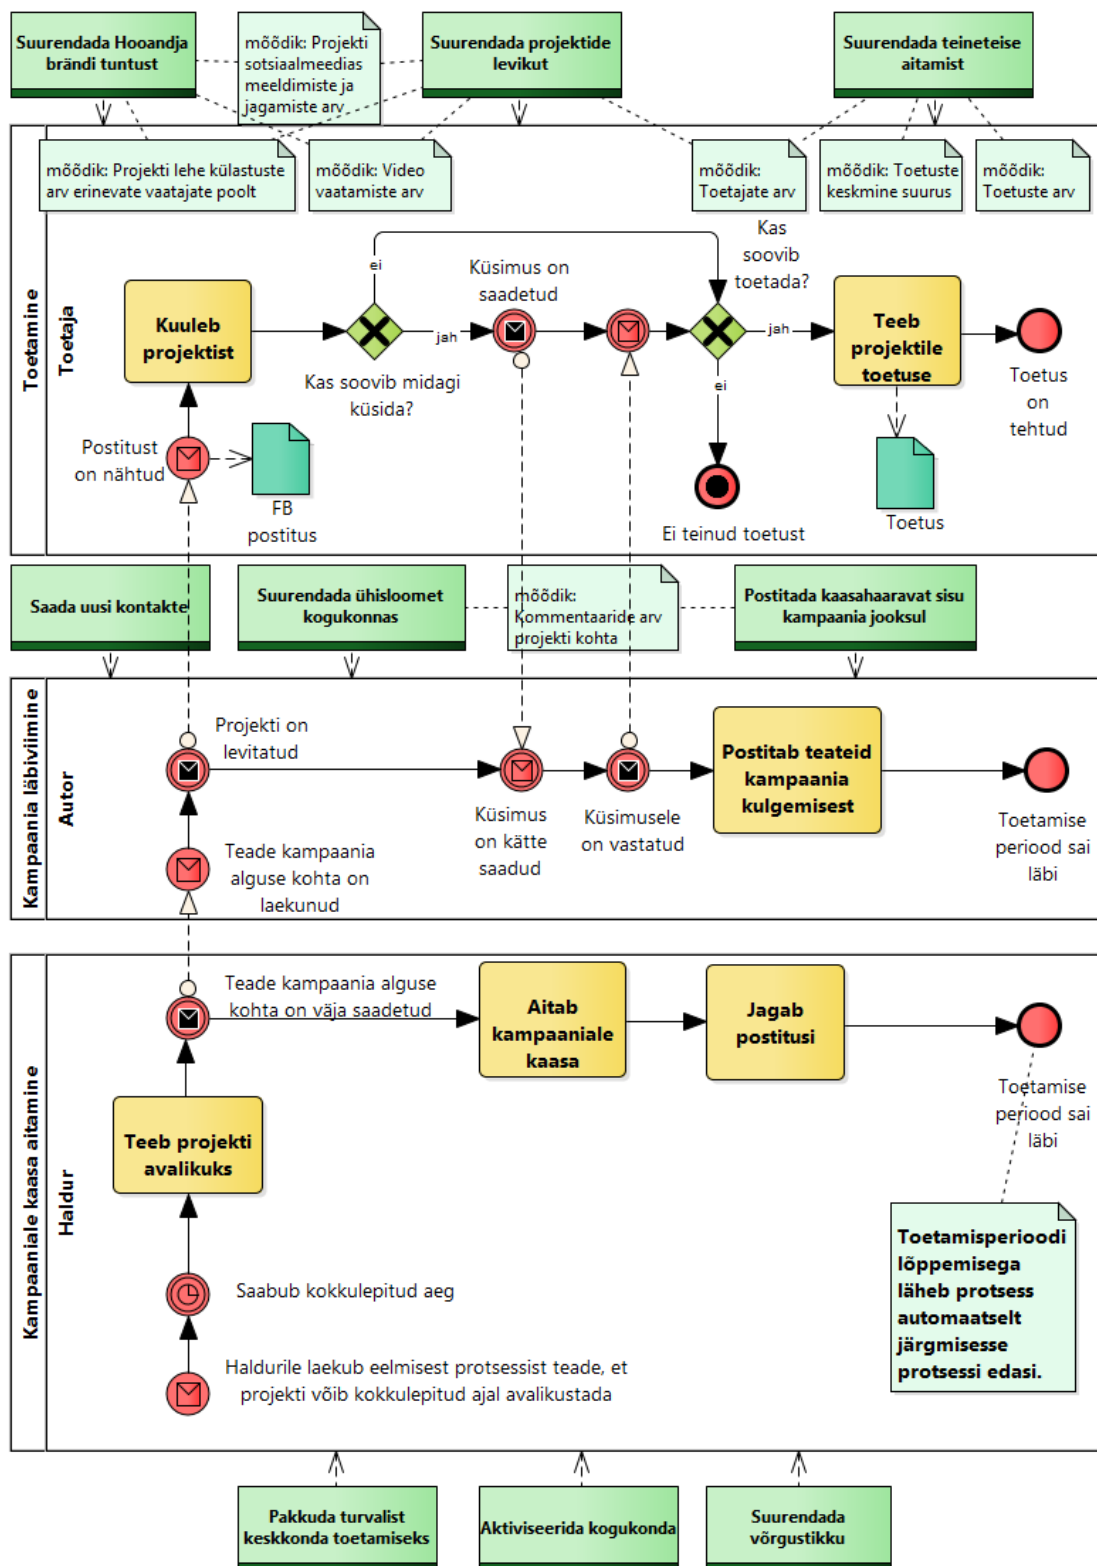 Suurendada Hooandja
brändi tuntust
mõõdik: Projekti
sotsiaalmeedias
meeldimiste ja
jagamiste arv
Suurendada projektide
levikut
Suurendada teineteise
aitamist
mõõdik: Projekti lehe külastuste
arv erinevate vaatajate poolt
mõõdik: Video
vaatamiste arv
mõõdik:
Toetajate arv
mõõdik: Toetuste
keskmine suurus
mõõdik:
Toetuste arv
Toetamine
Toetaja
Kuuleb
projektist
Postitust
on nähtud
FB
postitus
ei
jah
Kas soovib midagi
küsida?
Küsimus on
saadetud
Kas
soovib
toetada?
jah
ei
Ei teinud toetust
Teeb
projektile
toetuse
Toetus
Toetus
on
tehtud
Saada uusi kontakte
Suurendada ühisloomet
kogukonnas
mõõdik:
Kommentaaride arv
projekti kohta
Postitada kaasahaaravat sisu
kampaania jooksul
Kampaania läbiviimine
Autor
Projekti on
levitatud
Teade kampaania
alguse kohta on
laekunud
Küsimus
on kätte
saadud
Küsimusele
on vastatud
Postitab teateid
kampaania
kulgemisest
Toetamise
periood sai
läbi
Kampaaniale kaasa aitamine
Haldur
Teade kampaania alguse
kohta on väja saadetud
Aitab
kampaaniale
kaasa
Jagab
postitusi
Toetamise
periood sai
läbi
Teeb projekti
avalikuks
Saabub kokkulepitud aeg
Haldurile laekub eelmisest protsessist teade, et
projekti võib kokkulepitud ajal avalikustada
Toetamisperioodi
lõppemisega
läheb protsess
automaatselt
järgmisesse
protsessi edasi.
Pakkuda turvalist
keskkonda toetamiseks
Aktiviseerida kogukonda
Suurendada
võrgustikku